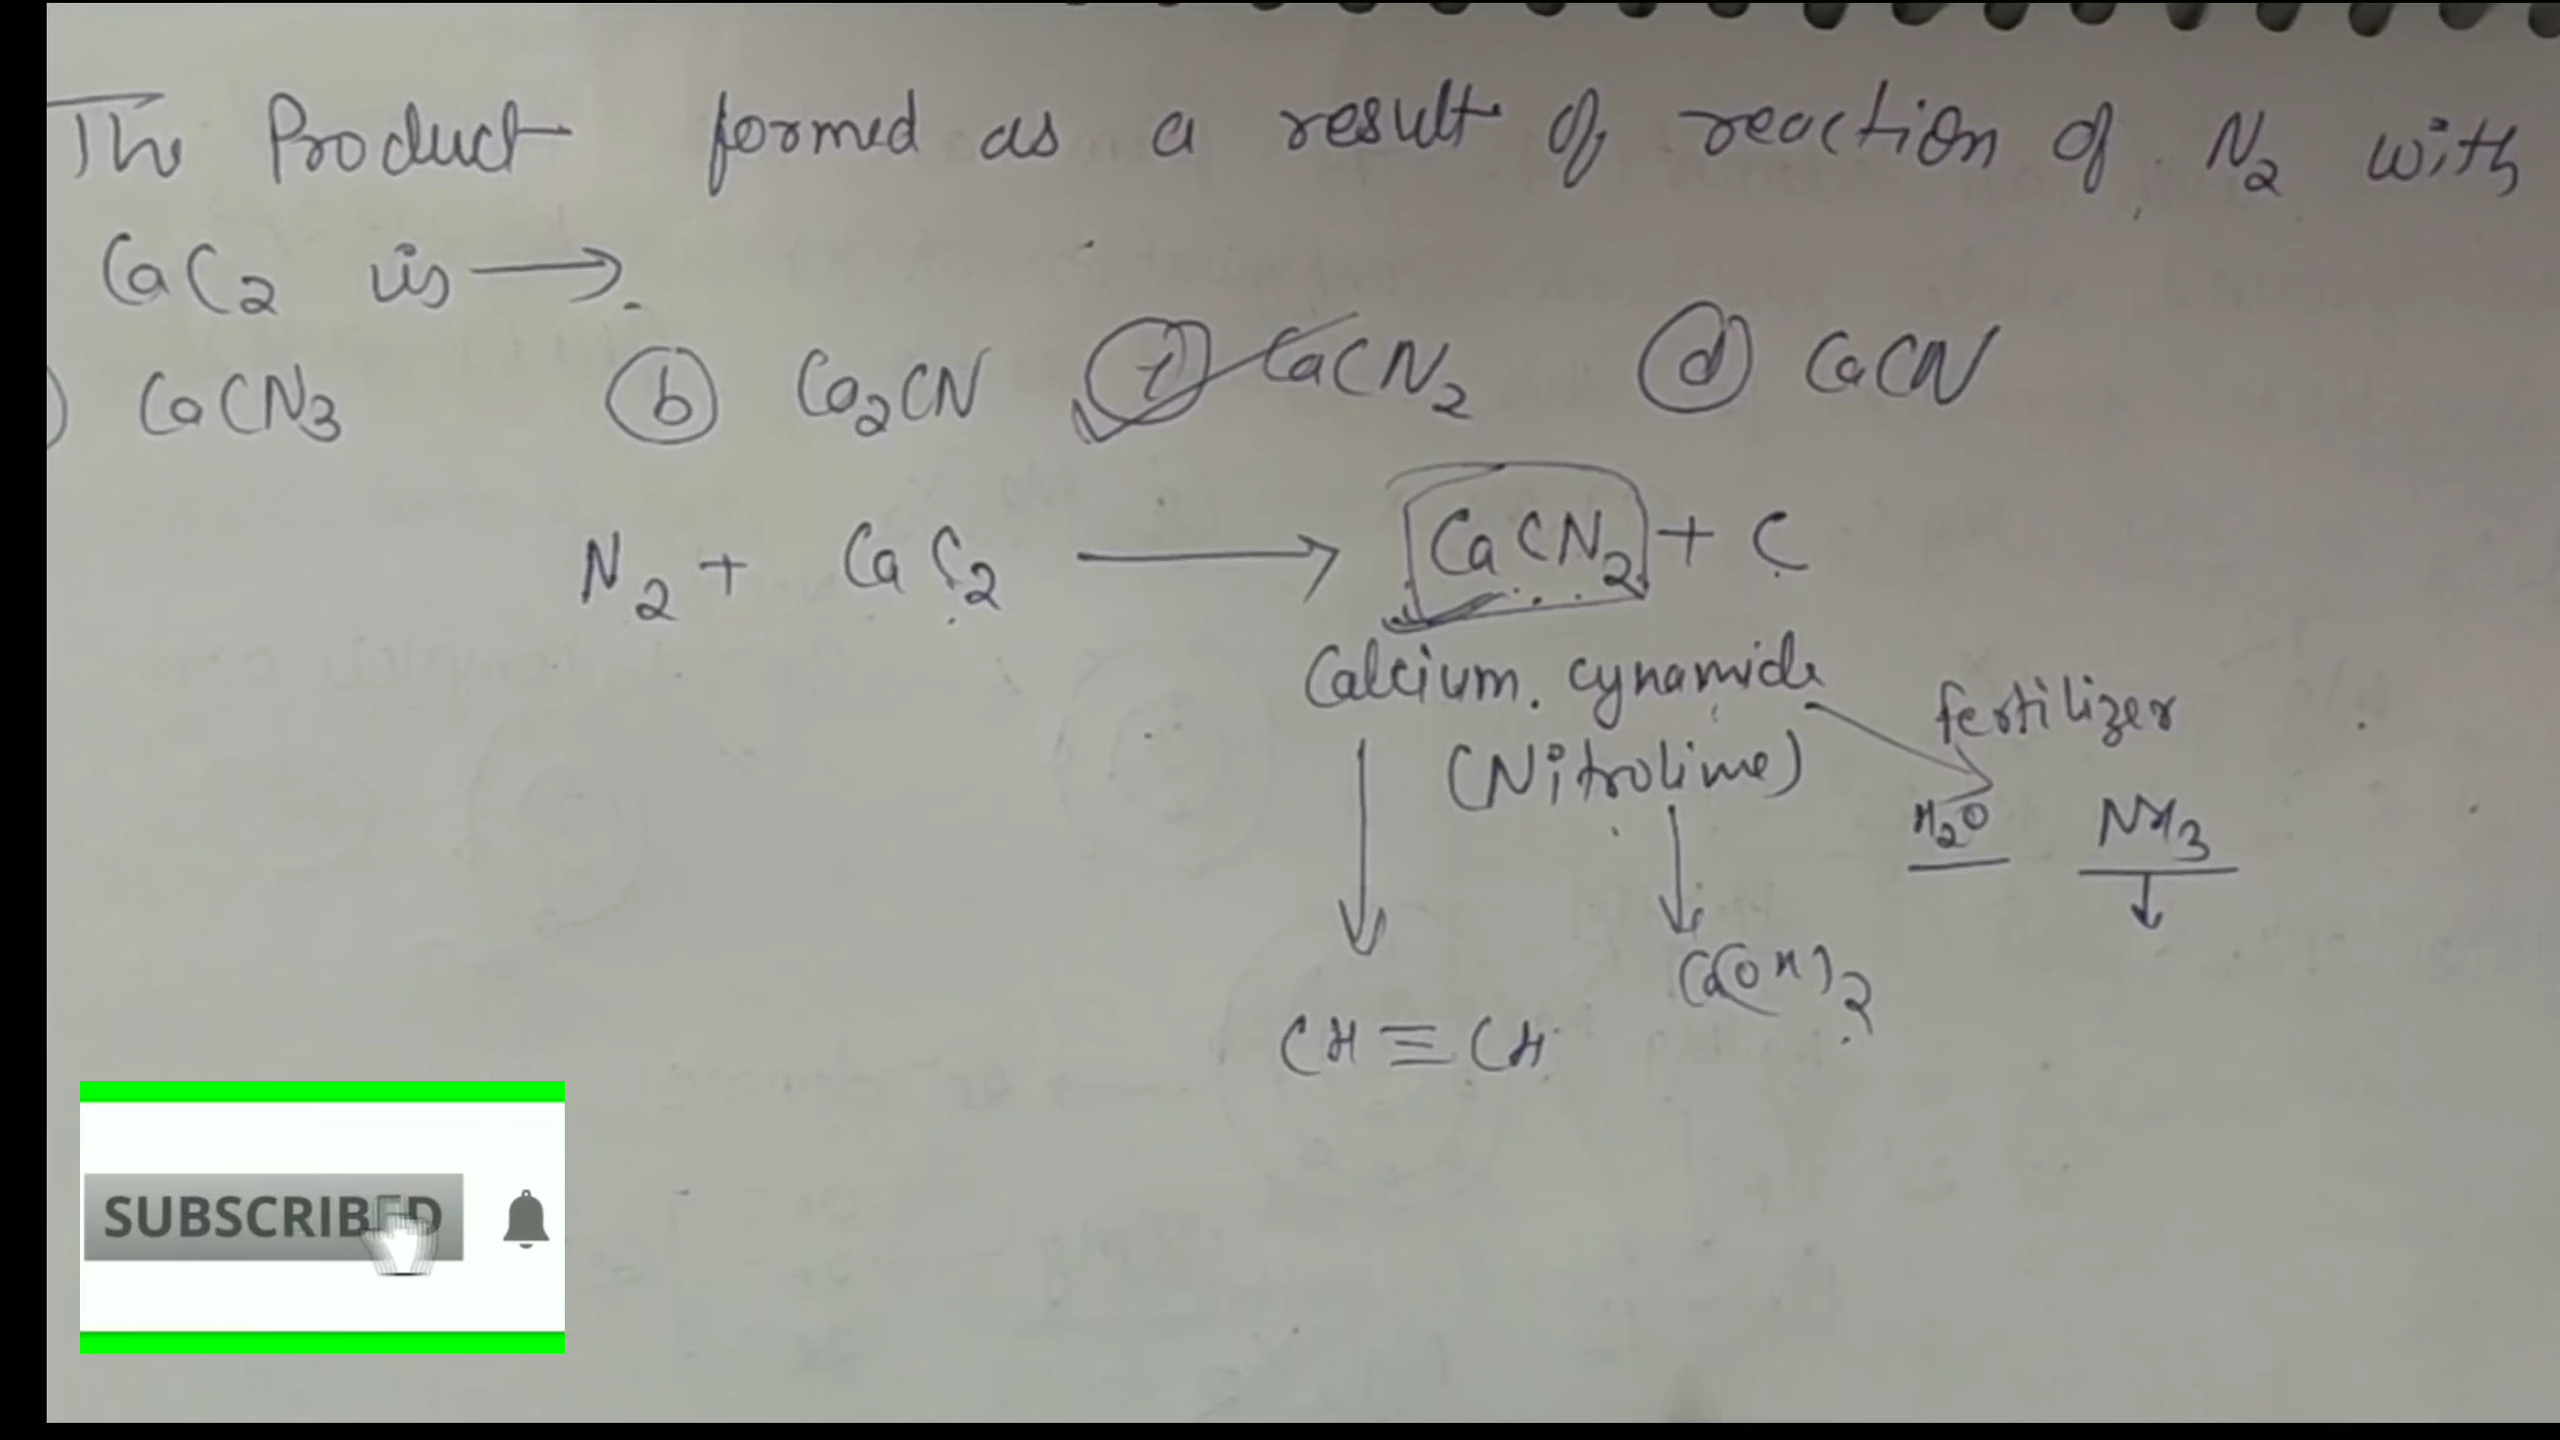 The Product formed as a result of reaction of N₂ with
CaC₂ is →.
) CaCN₃ (b) Ca₂CN CaCN₂ (d) CaCN
N₂ + CaC₂ → CaCN₂ + C
Calcium. cynamide
fertilizer
(Nitrolime)
H₂O NH₃
Ca(OH)₂
CH ≡ CH
SUBSCRIBED